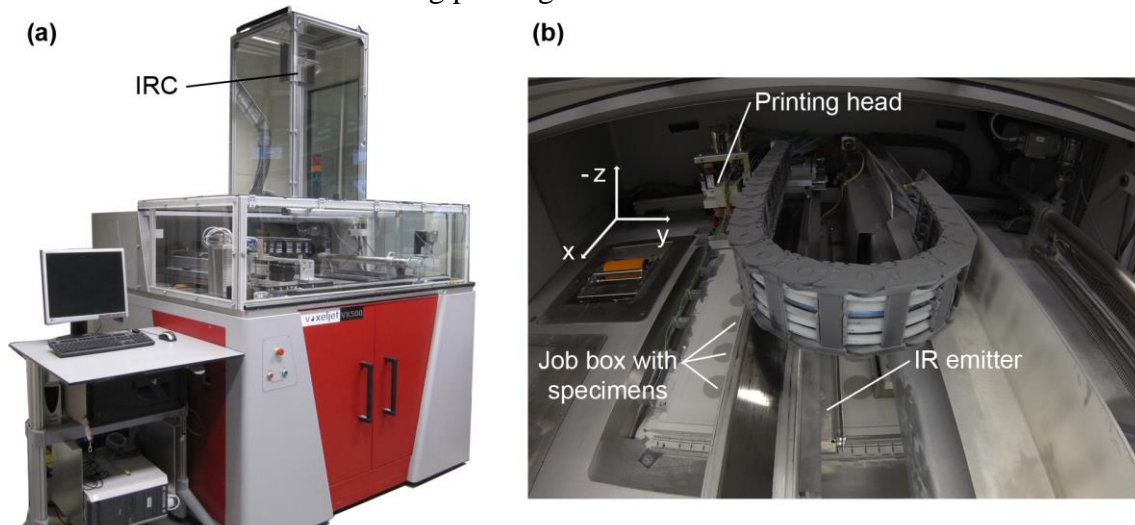 (a)
IRC
voxeljet VX500
(b)
Printing head
- z
x
y
Job box with
specimens
IR emitter